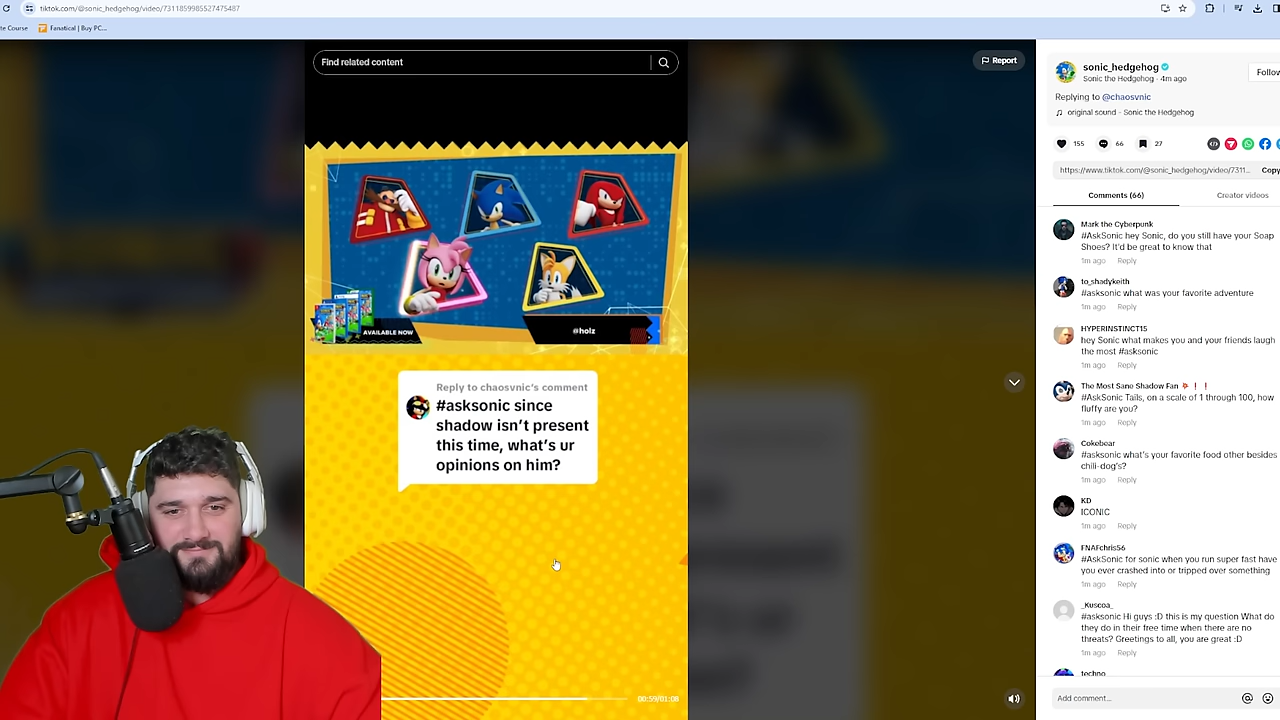 tiktok.com/@sonic_hedgehog/video/7311859985527475487
te Course
Fanatical | Buy PC...
Find related content
Report
AVAILABLE NOW
@holz
Reply to chaosvnic's comment
#asksonic since
shadow isn't present
this time, what's ur
opinions on him?
00:59/01:08
sonic_hedgehog
Sonic the Hedgehog · 4m ago
Follow
Replying to @chaosvnic
original sound - Sonic the Hedgehog
155
66
27
https://www.tiktok.com/@sonic_hedgehog/video/7311...
Copy
Comments (66)
Creator videos
Mark the Cyberpunk
#AskSonic hey Sonic, do you still have your Soap
Shoes? It'd be great to know that
1m ago Reply
to_shadykeith
#asksonic what was your favorite adventure
1m ago Reply
HYPERINSTiNCT15
hey Sonic what makes you and your friends laugh
the most #asksonic
1m ago Reply
The Most Sane Shadow Fan 💥❗❗
#AskSonic Tails, on a scale of 1 through 100, how
fluffy are you?
1m ago Reply
Cokebear
#asksonic what's your favorite food other besides
chili-dog's?
1m ago Reply
KD
ICONIC
1m ago Reply
FNAFchris56
#AskSonic for sonic when you run super fast have
you ever crashed into or tripped over something
1m ago Reply
_Kuscoa_
#asksonic Hi guys :D this is my question What do
they do in their free time when there are no
threats? Greetings to all, you are great :D
1m ago Reply
techno
Add comment...